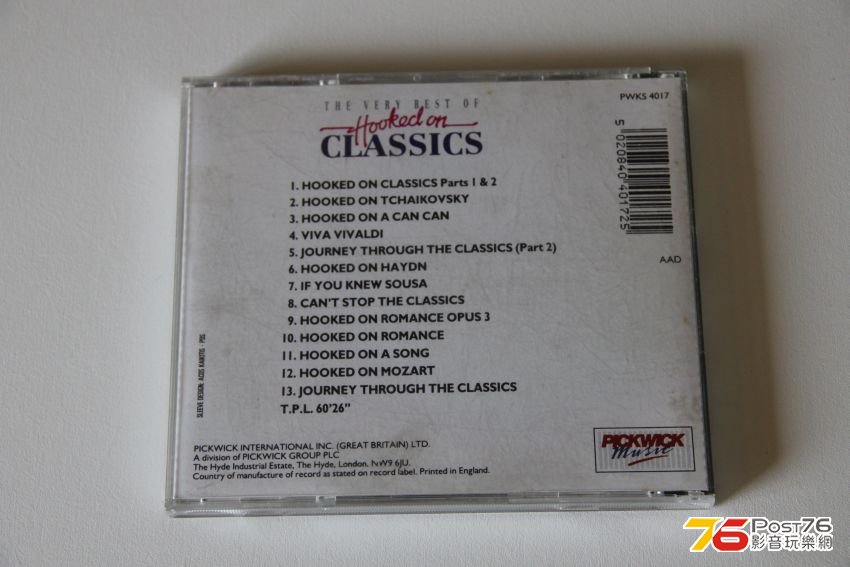 THE VERY BEST OF
Hooked on
CLASSICS
PWKS 4017
5 020840 401725
AAD
1. HOOKED ON CLASSICS Parts 1 & 2
2. HOOKED ON TCHAIKOVSKY
3. HOOKED ON A CAN CAN
4. VIVA VIVALDI
5. JOURNEY THROUGH THE CLASSICS (Part 2)
6. HOOKED ON HAYDN
7. IF YOU KNEW SOUSA
8. CAN'T STOP THE CLASSICS
9. HOOKED ON ROMANCE OPUS 3
10. HOOKED ON ROMANCE
11. HOOKED ON A SONG
12. HOOKED ON MOZART
13. JOURNEY THROUGH THE CLASSICS
T.P.L. 60'26"
SLEEVE DESIGN: - PBS
PICKWICK INTERNATIONAL INC. (GREAT BRITAIN) LTD.
A division of PICKWICK GROUP PLC
The Hyde Industrial Estate, The Hyde, London. NW9 6JU.
Country of manufacture of record as stated on record label. Printed in England.
PICKWICK
Music
76 POST76
影音玩樂網